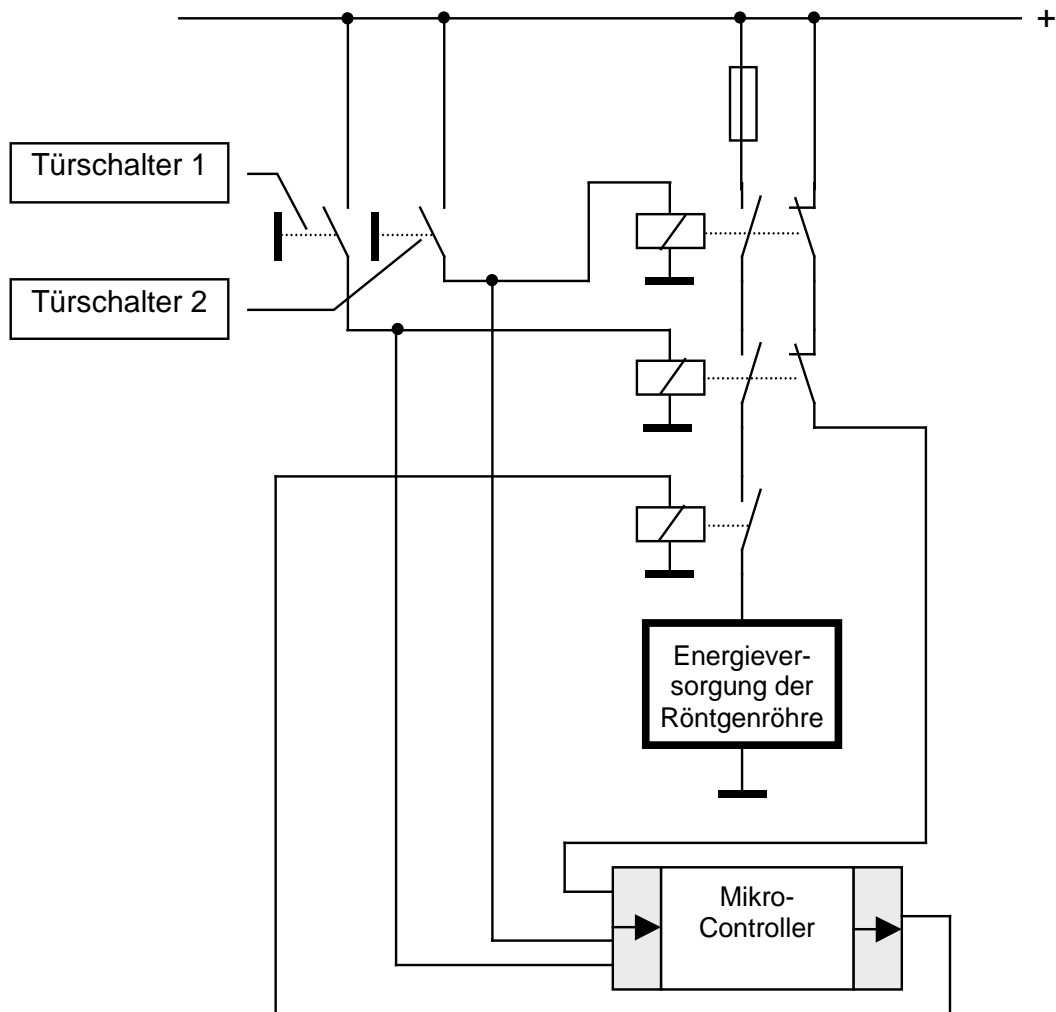 +
Türschalter 1
Türschalter 2
Energiever-
sorgung der
Röntgenröhre
Mikro-
Controller